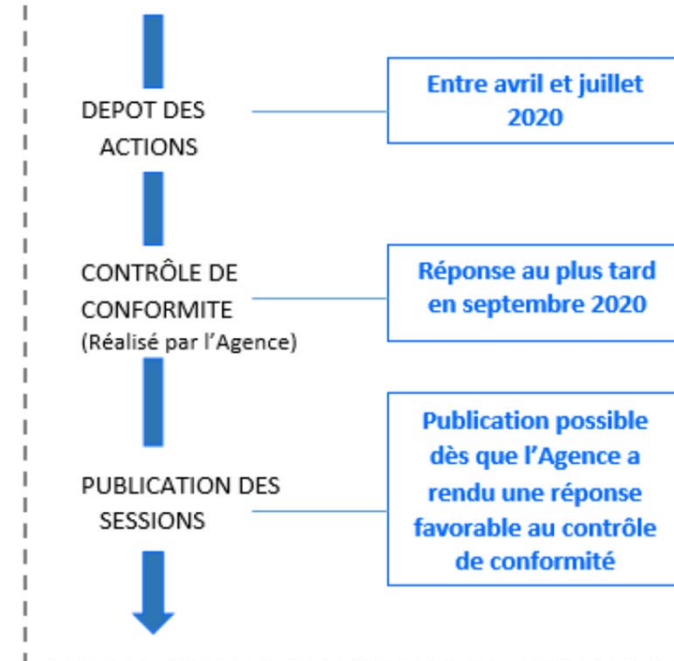 DEPOT DES
ACTIONS
Entre avril et juillet
2020
CONTRÔLE DE
CONFORMITE
(Réalisé par l'Agence)
Réponse au plus tard
en septembre 2020
PUBLICATION DES
SESSIONS
Publication possible
dès que l'Agence a
rendu une réponse
favorable au contrôle
de conformité